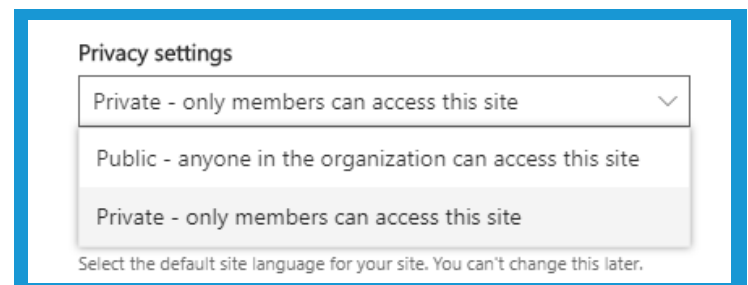 Privacy settings
Private - only members can access this site
Public - anyone in the organization can access this site
Private - only members can access this site
Select the default site language for your site. You can't change this later.